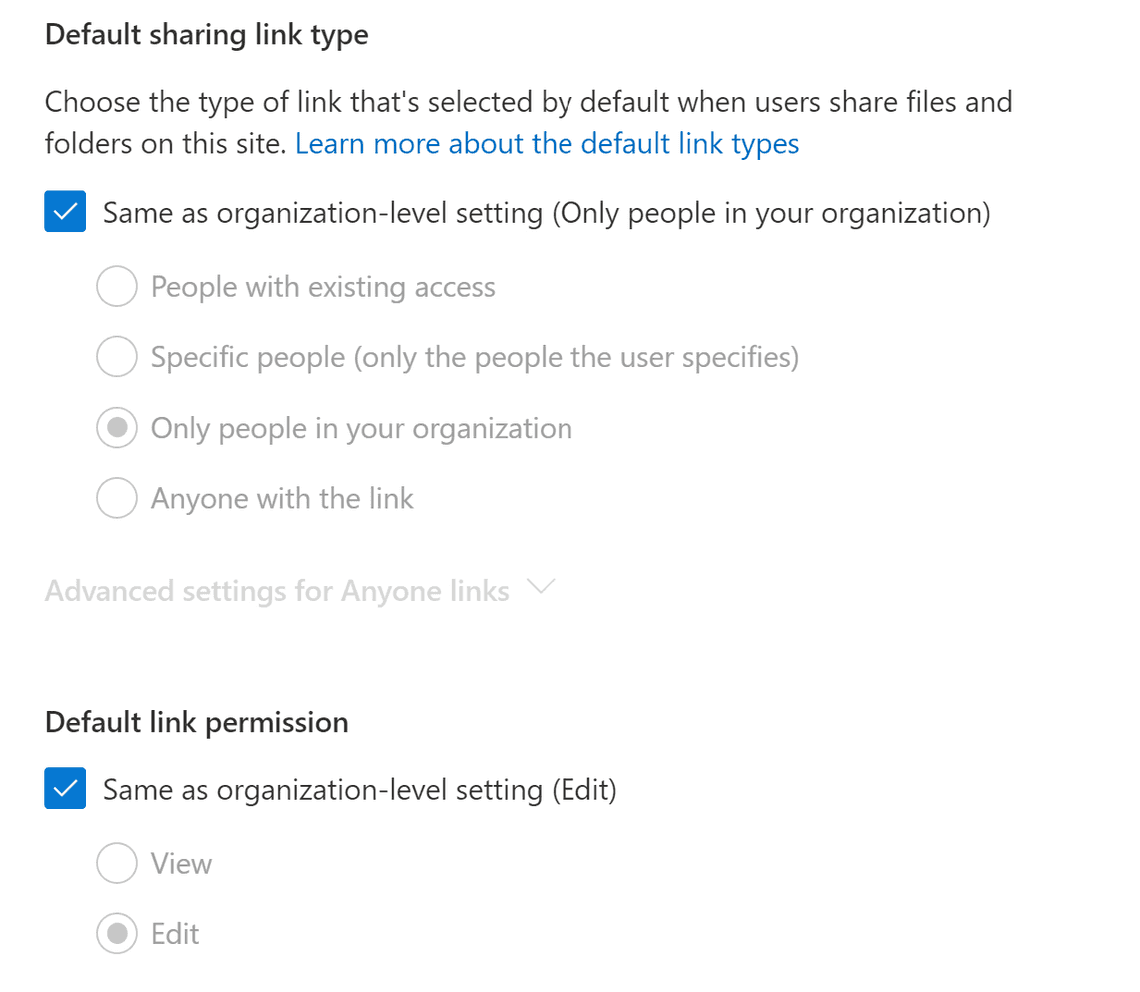 Default sharing link type
Choose the type of link that's selected by default when users share files and
folders on this site. Learn more about the default link types
Same as organization-level setting (Only people in your organization)
People with existing access
Specific people (only the people the user specifies)
Only people in your organization
Anyone with the link
Advanced settings for Anyone links
Default link permission
Same as organization-level setting (Edit)
View
Edit